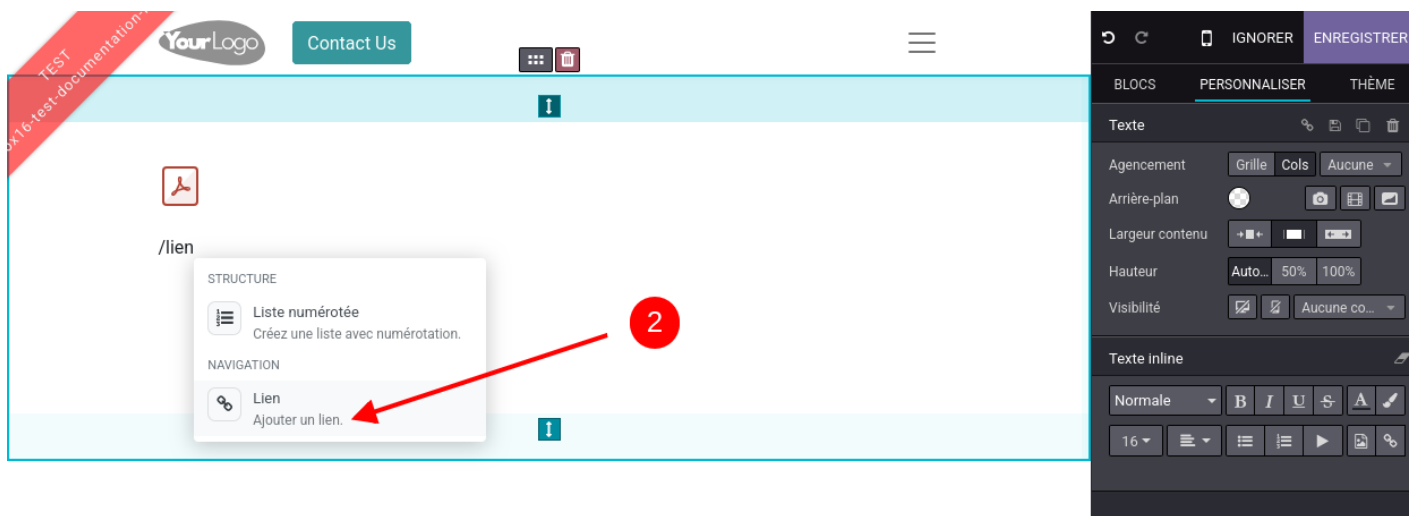 TEST
YourLogo
Contact Us
IGNORER
ENREGISTRER
BLOCS
PERSONNALISER
THÈME
Texte
Agencement
Grille
Cols
Aucune
Arrière-plan
Largeur contenu
Hauteur
Auto...
50%
100%
Visibilité
Aucune co...
Texte inline
Normale
B I U S A
16
/lien
STRUCTURE
Liste numérotée
Créez une liste avec numérotation.
NAVIGATION
Lien
Ajouter un lien.
2